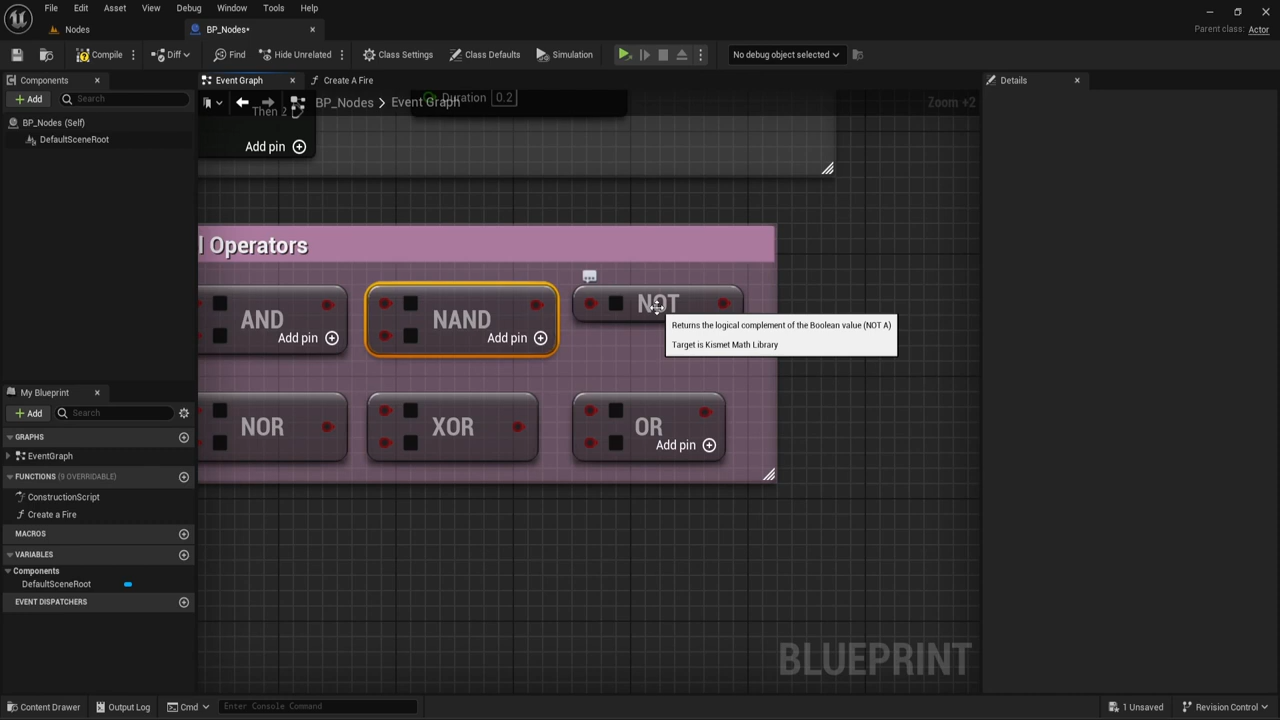 File Edit Asset View Debug Window Tools Help
Nodes
BP_Nodes*
Parent class: Actor
Compile
Diff
Find
Hide Unrelated
Class Settings
Class Defaults
Simulation
No debug object selected
Components
Add
Search
BP_Nodes (Self)
DefaultSceneRoot
Event Graph
Create A Fire
BP_Nodes > Event Graph
Zoom +2
Then 2
Duration 0.2
Add pin
l Operators
AND
Add pin
NAND
Add pin
NOT
Returns the logical complement of the Boolean value (NOT A)
Target is Kismet Math Library
NOR
XOR
OR
Add pin
BLUEPRINT
Details
My Blueprint
Add
Search
GRAPHS
EventGraph
FUNCTIONS (9 OVERRIDABLE)
ConstructionScript
Create a Fire
MACROS
VARIABLES
Components
DefaultSceneRoot
EVENT DISPATCHERS
Content Drawer
Output Log
Cmd
Enter Console Command
1 Unsaved
Revision Control